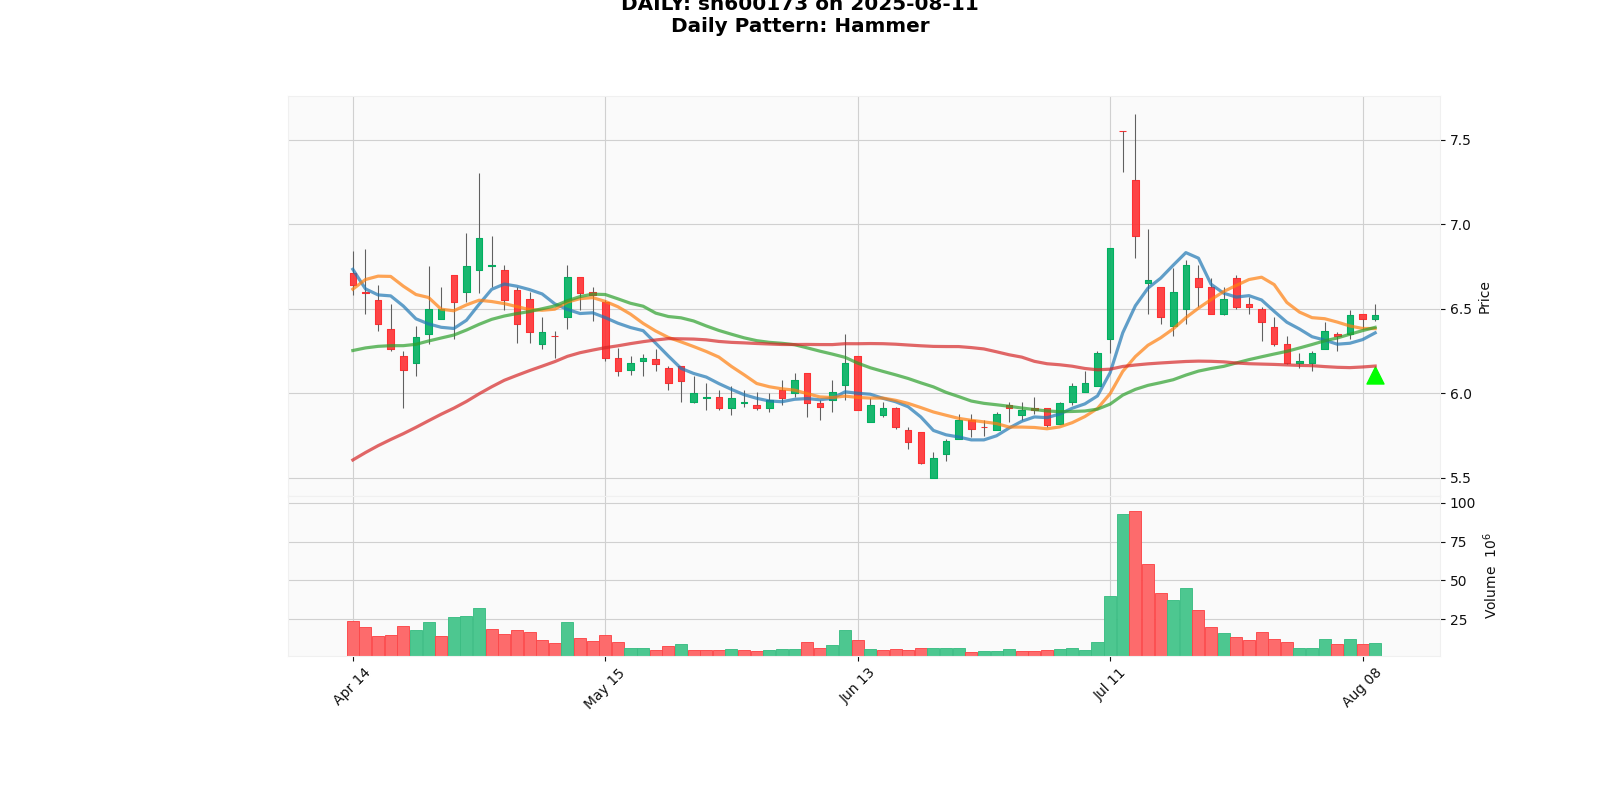 DAILY: sh600173 on 2025-08-11
Daily Pattern: Hammer
7.5
7.0
6.5
6.0
5.5
Price
100
75
50
25
Volume 10^6
Apr 14
May 15
Jun 13
Jul 11
Aug 08